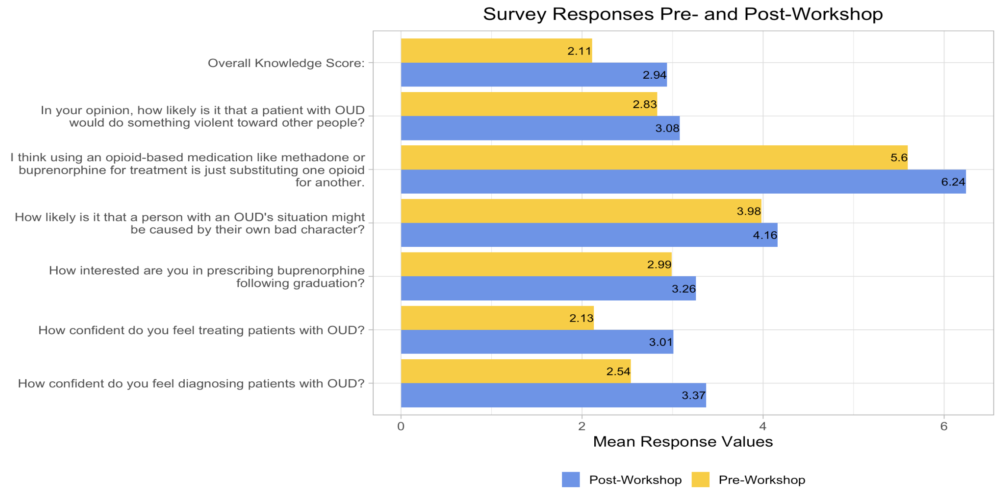 Survey Responses Pre- and Post-Workshop
Overall Knowledge Score:
2.11
2.94
In your opinion, how likely is it that a patient with OUD
would do something violent toward other people?
2.83
3.08
I think using an opioid-based medication like methadone or
buprenorphine for treatment is just substituting one opioid
for another.
5.6
6.24
How likely is it that a person with an OUD's situation might
be caused by their own bad character?
3.98
4.16
How interested are you in prescribing buprenorphine
following graduation?
2.99
3.26
How confident do you feel treating patients with OUD?
2.13
3.01
How confident do you feel diagnosing patients with OUD?
2.54
3.37
0 2 4 6
Mean Response Values
Post-Workshop Pre-Workshop